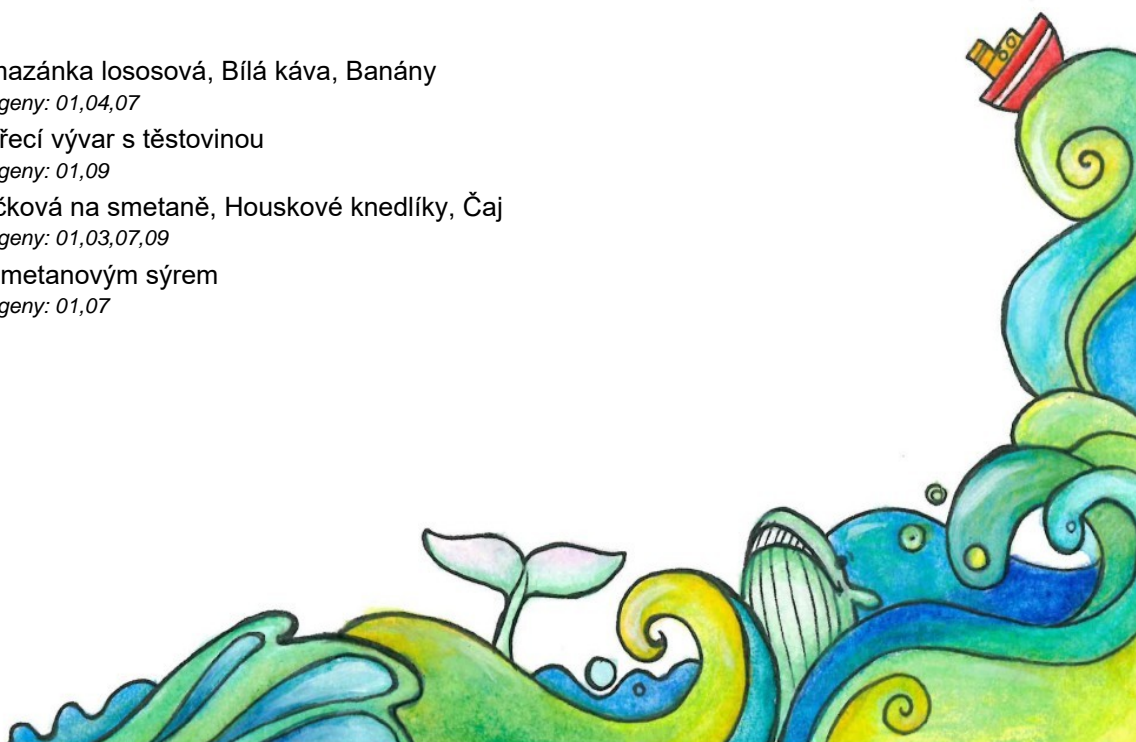 mazánka lososová, Bílá káva, Banány
geny: 01,04,07
řecí vývar s těstovinou
geny: 01,09
čková na smetaně, Houskové knedlíky, Čaj
geny: 01,03,07,09
metanovým sýrem
geny: 01,07